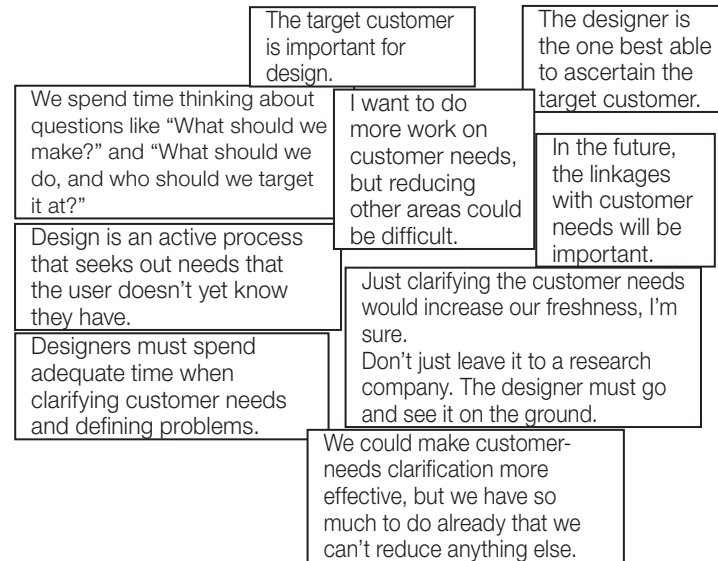 The target customer
is important for
design.
The designer is
the one best able
to ascertain the
target customer.
We spend time thinking about
questions like “What should we
make?” and “What should we
do, and who should we target
it at?”
I want to do
more work on
customer needs,
but reducing
other areas could
be difficult.
In the future,
the linkages
with customer
needs will be
important.
Design is an active process
that seeks out needs that
the user doesn’t yet know
they have.
Just clarifying the customer needs
would increase our freshness, I’m
sure.
Don’t just leave it to a research
company. The designer must go
and see it on the ground.
Designers must spend
adequate time when
clarifying customer needs
and defining problems.
We could make customer-
needs clarification more
effective, but we have so
much to do already that we
can’t reduce anything else.